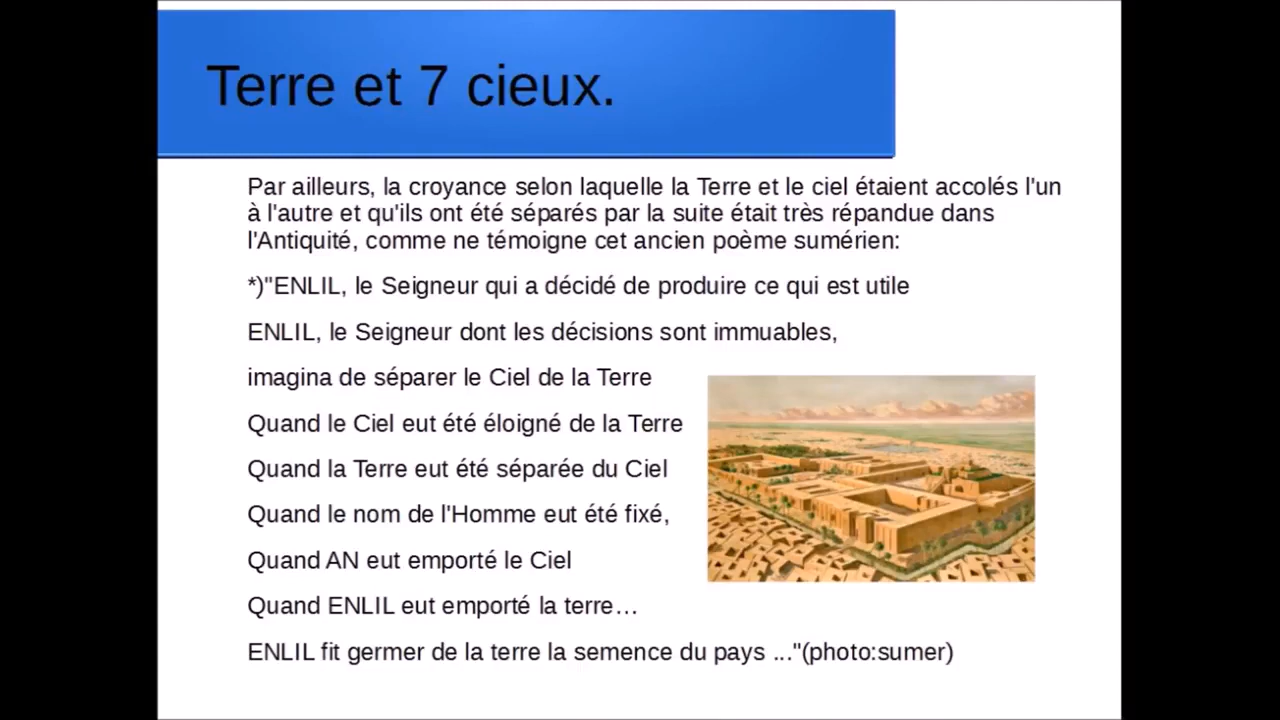 Terre et 7 cieux.
Par ailleurs, la croyance selon laquelle la Terre et le ciel étaient accolés l'un
à l'autre et qu'ils ont été séparés par la suite était très répandue dans
l'Antiquité, comme ne témoigne cet ancien poème sumérien:
*)"ENLIL, le Seigneur qui a décidé de produire ce qui est utile
ENLIL, le Seigneur dont les décisions sont immuables,
imagina de séparer le Ciel de la Terre
Quand le Ciel eut été éloigné de la Terre
Quand la Terre eut été séparée du Ciel
Quand le nom de l'Homme eut été fixé,
Quand AN eut emporté le Ciel
Quand ENLIL eut emporté la terre…
ENLIL fit germer de la terre la semence du pays ..."(photo:sumer)